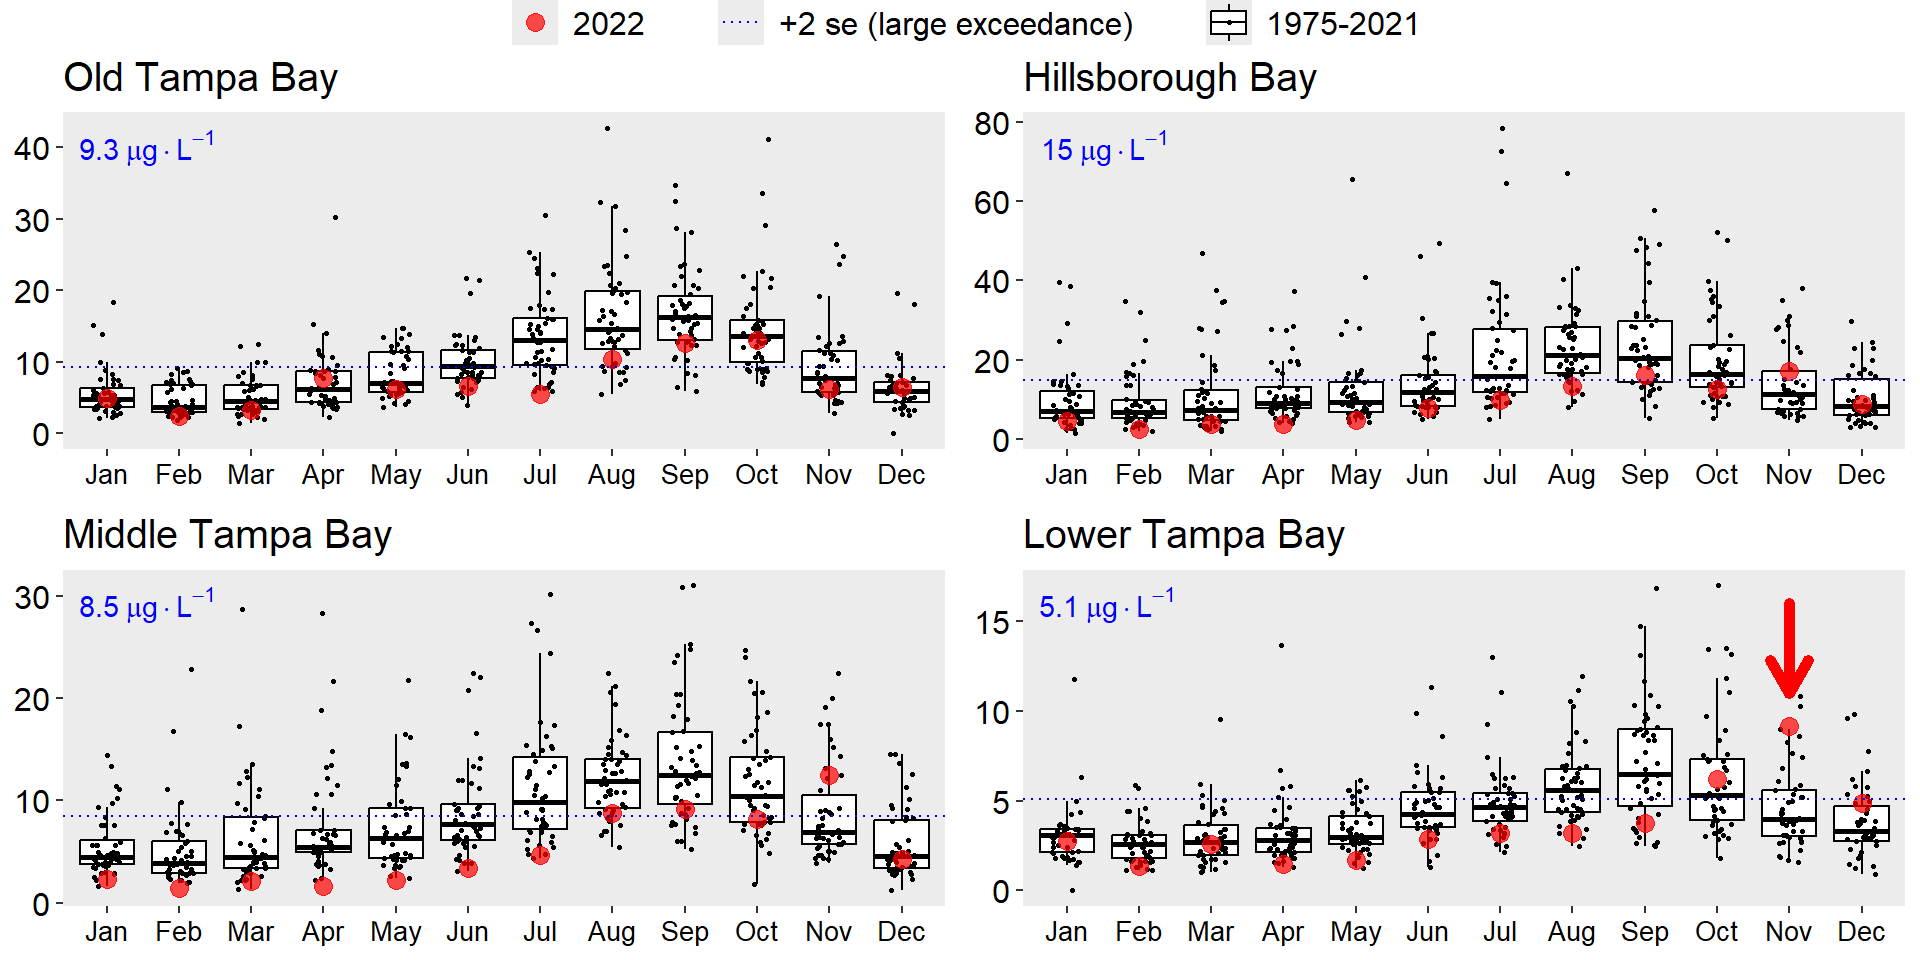 2022 +2 se (large exceedance) 1975-2021
Old Tampa Bay
9.3 μg·L⁻¹
40
30
20
10
0
Jan Feb Mar Apr May Jun Jul Aug Sep Oct Nov Dec
Hillsborough Bay
15 μg·L⁻¹
80
60
40
20
0
Jan Feb Mar Apr May Jun Jul Aug Sep Oct Nov Dec
Middle Tampa Bay
8.5 μg·L⁻¹
30
20
10
0
Jan Feb Mar Apr May Jun Jul Aug Sep Oct Nov Dec
Lower Tampa Bay
5.1 μg·L⁻¹
15
10
5
0
Jan Feb Mar Apr May Jun Jul Aug Sep Oct Nov Dec